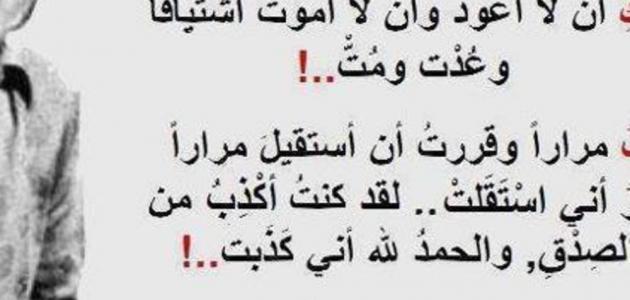 أن لا أعود وأن لا أموت اشتياقاً
وعُدْت ومُتُّ..!
مراراً وقررتُ أن أستقيلَ مراراً
أني اسْتَقَلتْ.. لقد كنتُ أكْذِبُ من
الصِدْقِ, والحمدُ لله أني كَذَبت..!